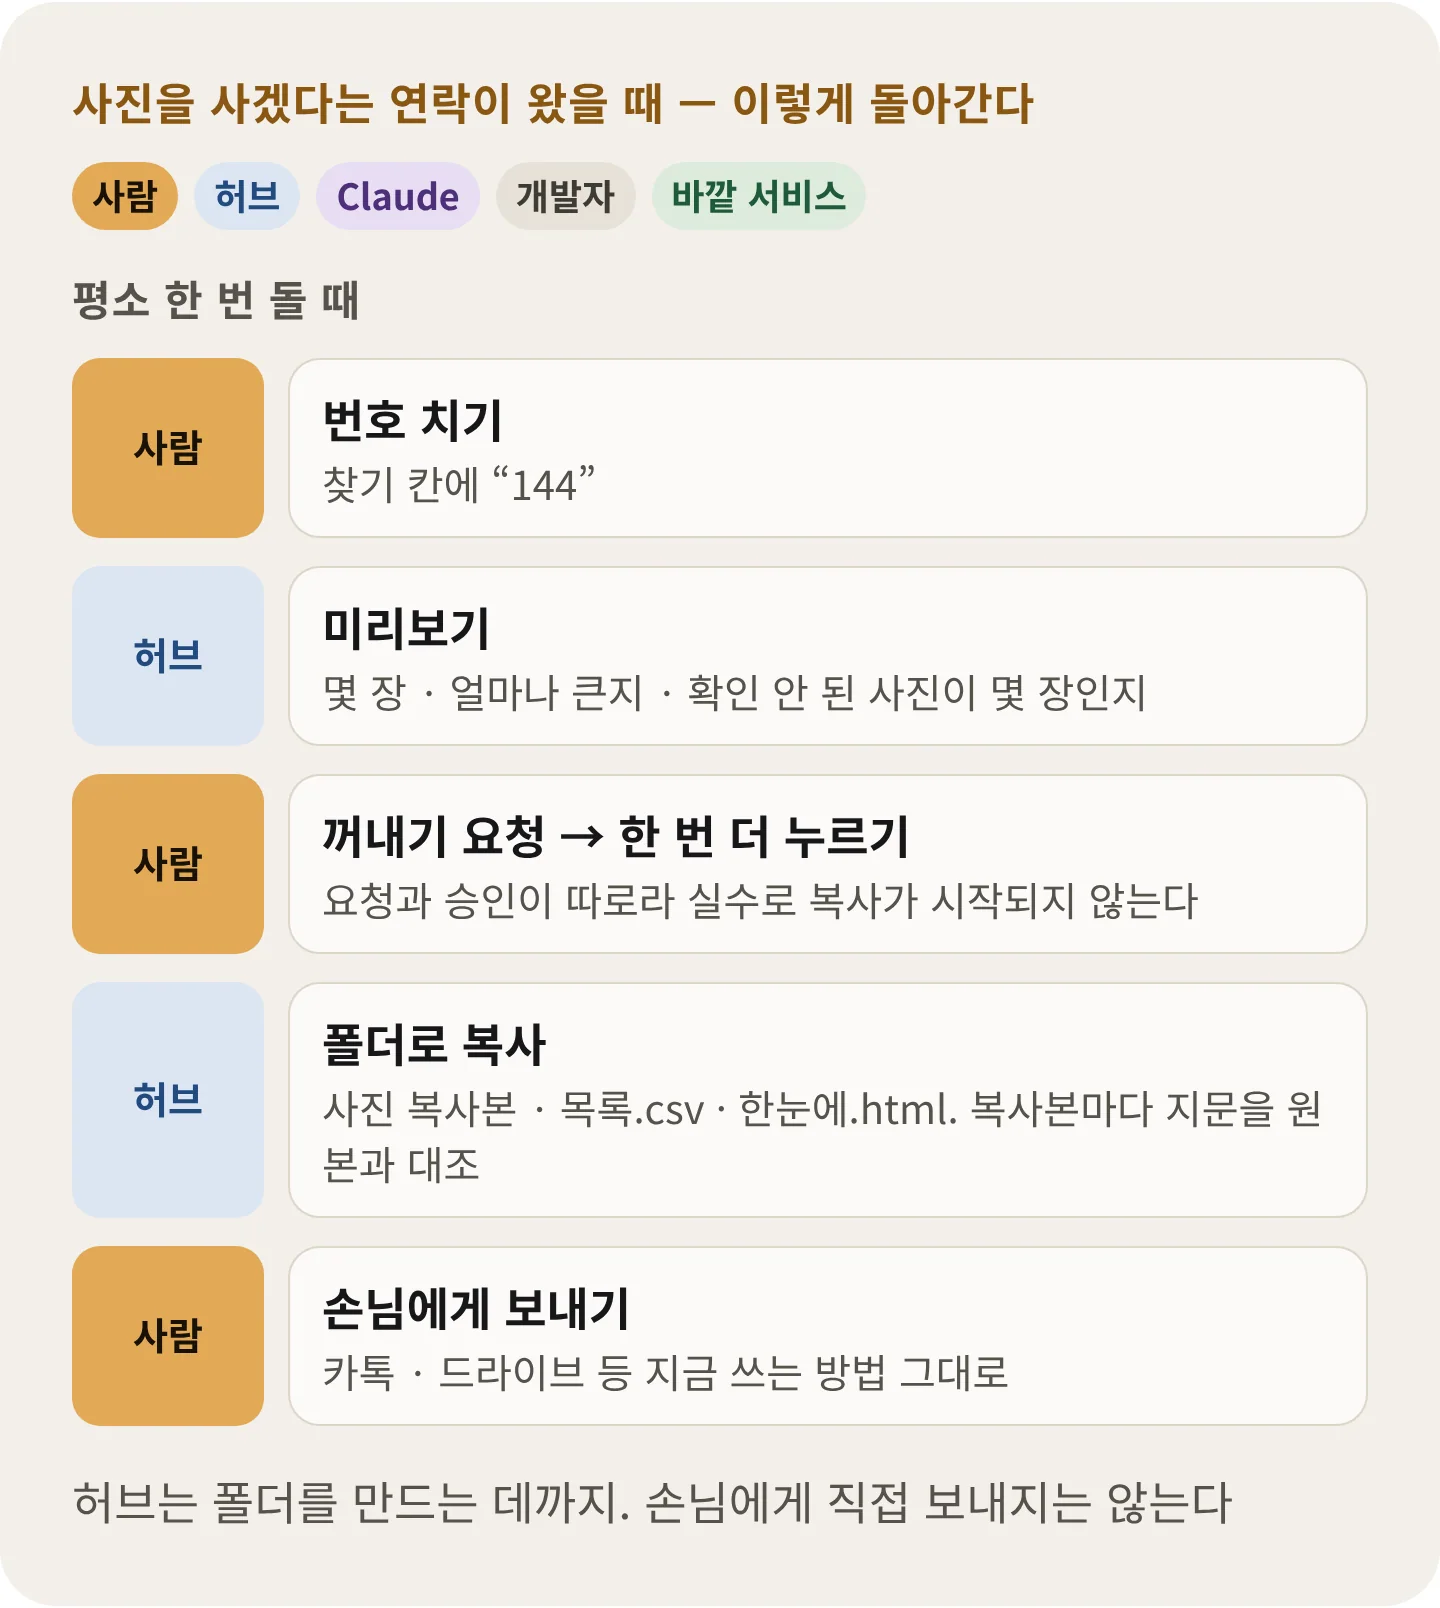 사진을 사겠다는 연락이 왔을 때 — 이렇게 돌아간다
사람 허브 Claude 개발자 바깥 서비스
평소 한 번 돌 때
사람
번호 치기
찾기 칸에 “144”
허브
미리보기
몇 장 · 얼마나 큰지 · 확인 안 된 사진이 몇 장인지
사람
꺼내기 요청 → 한 번 더 누르기
요청과 승인이 따로라 실수로 복사가 시작되지 않는다
허브
폴더로 복사
사진 복사본 · 목록.csv · 한눈에.html. 복사본마다 지문을 원
본과 대조
사람
손님에게 보내기
카톡 · 드라이브 등 지금 쓰는 방법 그대로
허브는 폴더를 만드는 데까지. 손님에게 직접 보내지는 않는다